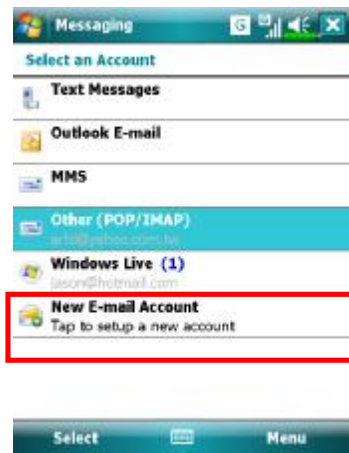 Messaging
G
Select an Account
Text Messages
Outlook E-mail
MMS
Other (POP/IMAP)
Windows Live (1)
jason@hotmail.com
New E-mail Account
Tap to setup a new account
Select
Menu